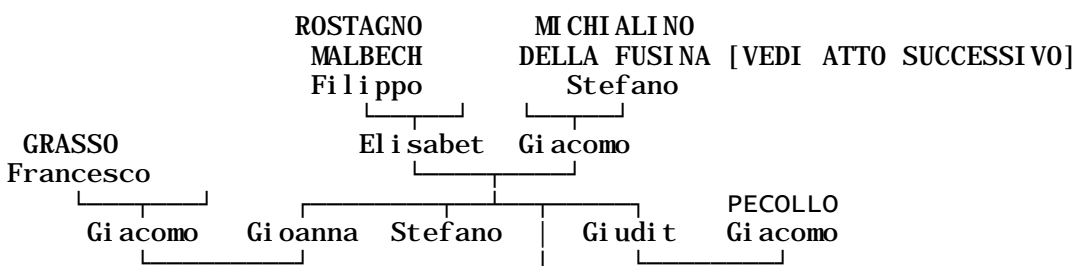 ROSTAGNO MICHIALINO
MALBECH DELLA FUSINA [VEDI ATTO SUCCESSIVO]
Filippo Stefano
GRASSO Elisabet Giacomo
Francesco
PECOLLO
Giacomo Gioanna Stefano Giudit Giacomo